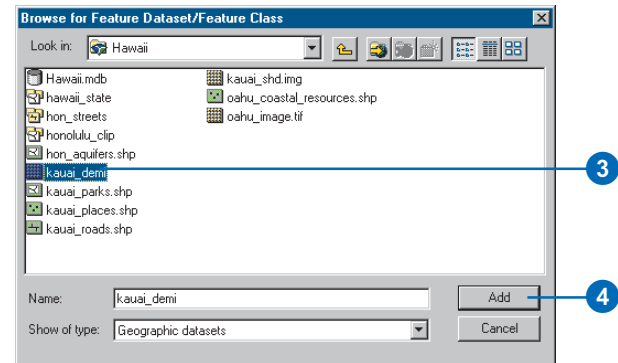 Browse for Feature Dataset/Feature Class
Look in: Hawaii
Hawaii.mdb
hawaii_state
hon_streets
honolulu_clip
hon_aquifers.shp
kauai_demi
kauai_parks.shp
kauai_places.shp
kauai_roads.shp
kauai_shd.img
oahu_coastal_resources.shp
oahu_image.tif
3
Name: kauai_demi Add
4
Show of type: Geographic datasets Cancel